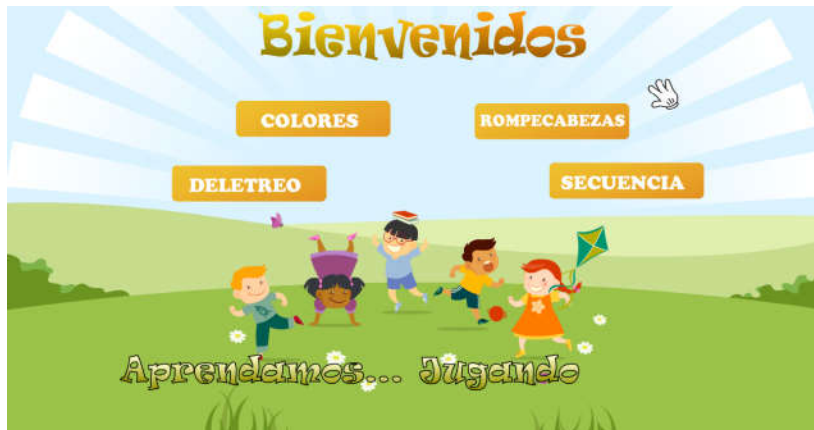 Bienvenidos
COLORES
ROMPECABEZAS
DELETREO
SECUENCIA
Aprendamos... Jugando